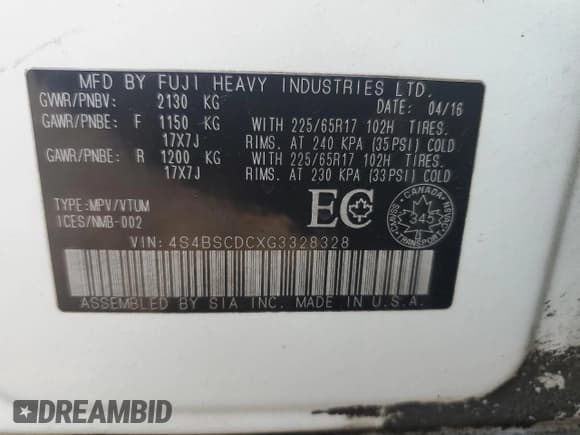 MFD BY FUJI HEAVY INDUSTRIES LTD.
GVWR/PNBV: 2130 KG DATE: 04/16
GAWR/PNBE: F 1150 KG WITH 225/65R17 102H TIRES,
17X7J RIMS, AT 240 KPA (35PSI) COLD
GAWR/PNBE: R 1200 KG WITH 225/65R17 102H TIRES,
17X7J RIMS, AT 230 KPA (33PSI) COLD
TYPE:MPV/VTUM
ICES/NMB-002
EC
CANADA
345
TRANSPORT
VIN: 4S4BSCDCXG3328328
ASSEMBLED BY SIA INC. MADE IN U.S.A.
DREAMBID